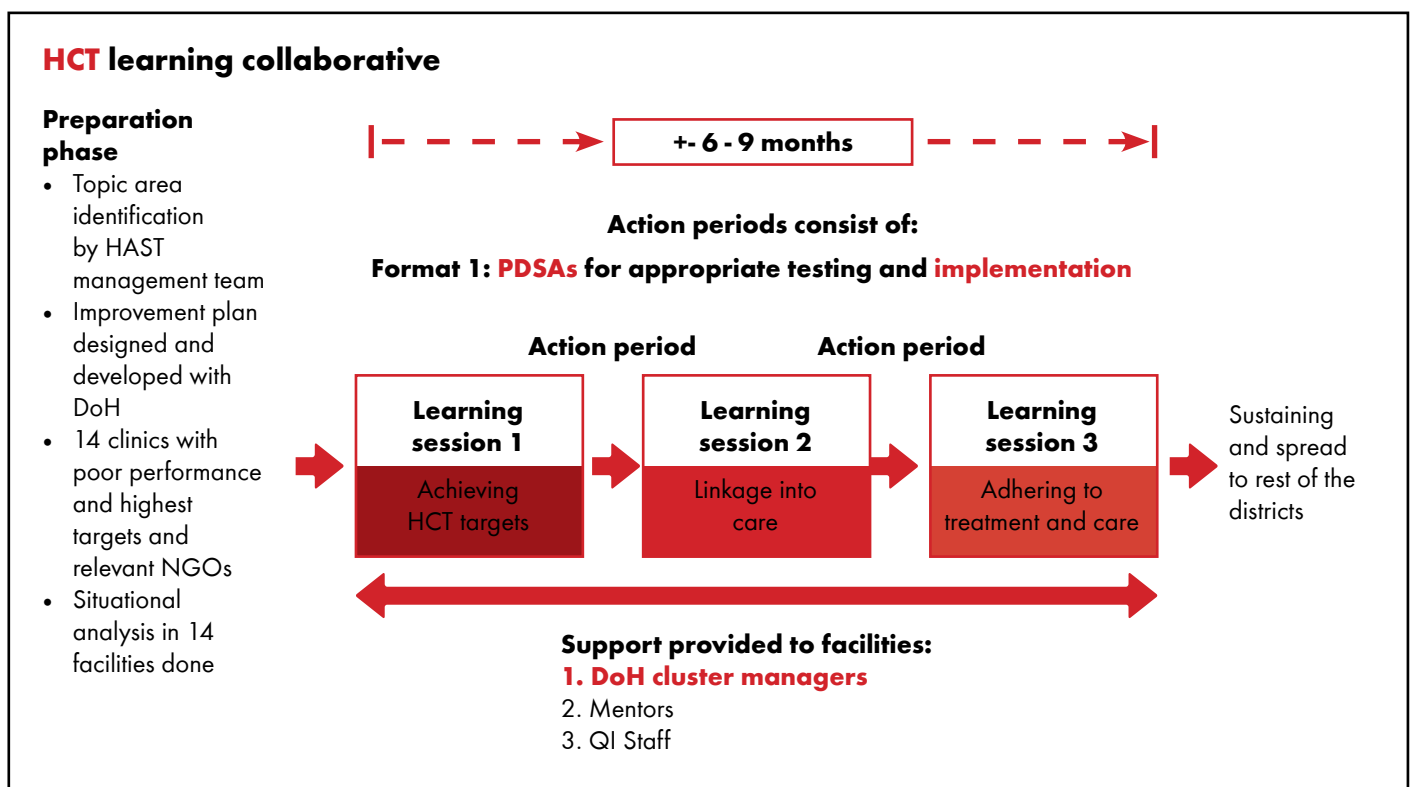 HCT learning collaborative
Preparation
phase
• Topic area
identification
by HAST
management team
• Improvement plan
designed and
developed with
DoH
• 14 clinics with
poor performance
and highest
targets and
relevant NGOs
• Situational
analysis in 14
facilities done
+- 6 - 9 months
Action periods consist of:
Format 1: PDSAs for appropriate testing and implementation
Action period
Action period
Learning
session 1
Achieving
HCT targets
Learning
session 2
Linkage into
care
Learning
session 3
Adhering to
treatment and care
Sustaining
and spread
to rest of the
districts
Support provided to facilities:
1. DoH cluster managers
2. Mentors
3. QI Staff